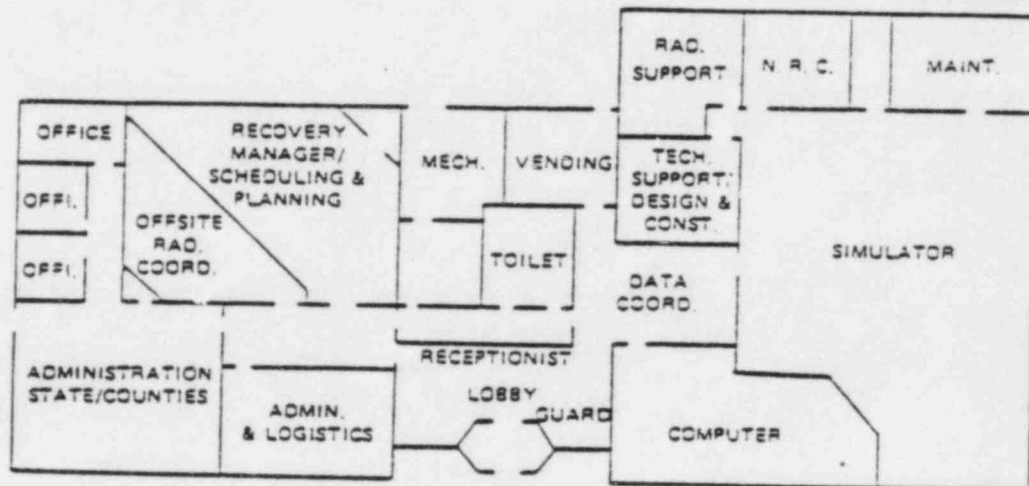 RAD.
SUPPORT
N. R. C.
MAINT.
OFFICE
RECOVERY
MANAGER/
SCHEDULING &
PLANNING
MECH.
VENDING
TECH.
SUPPORT/
DESIGN &
CONST.
OFFI.
OFFSITE
RAD.
COORD.
OFFI.
TOILET
SIMULATOR
DATA
COORD.
RECEPTIONIST
ADMINISTRATION
STATE/COUNTIES
LOBBY
GUARD
ADMIN.
& LOGISTICS
COMPUTER